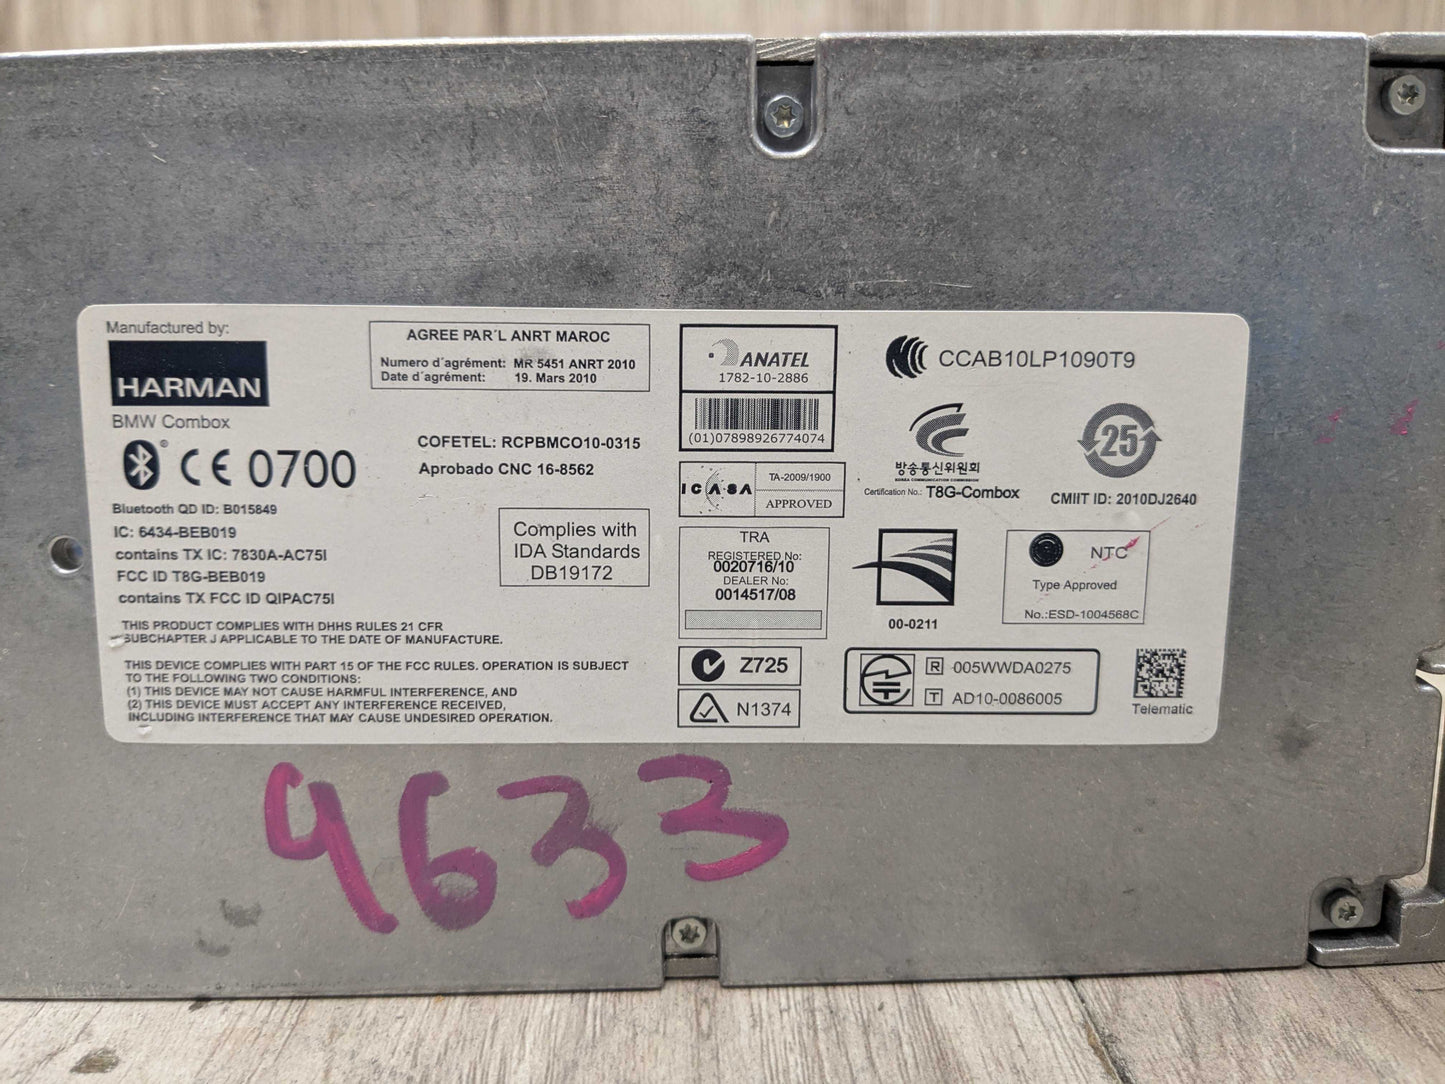 Manufactured by:
HARMAN
BMW Combox
® CE 0700
Bluetooth QD ID: B015849
IC: 6434-BEB019
contains TX IC: 7830A-AC75I
FCC ID T8G-BEB019
contains TX FCC ID QIPAC75I
THIS PRODUCT COMPLIES WITH DHHS RULES 21 CFR
SUBCHAPTER J APPLICABLE TO THE DATE OF MANUFACTURE.
THIS DEVICE COMPLIES WITH PART 15 OF THE FCC RULES. OPERATION IS SUBJECT
TO THE FOLLOWING TWO CONDITIONS:
(1) THIS DEVICE MAY NOT CAUSE HARMFUL INTERFERENCE, AND
(2) THIS DEVICE MUST ACCEPT ANY INTERFERENCE RECEIVED,
INCLUDING INTERFERENCE THAT MAY CAUSE UNDESIRED OPERATION.
AGREE PAR´L ANRT MAROC
Numero d´agrément: MR 5451 ANRT 2010
Date d´agrément: 19. Mars 2010
COFETEL: RCPBMCO10-0315
Aprobado CNC 16-8562
Complies with
IDA Standards
DB19172
ANATEL
1782-10-2886
(01)07898926774074
ICASA
TA-2009/1900
APPROVED
TRA
REGISTERED No:
0020716/10
DEALER No:
0014517/08
Z725
N1374
CCAB10LP1090T9
방송통신위원회
KOREA COMMUNICATIONS COMMISSION
Certification No.: T8G-Combox
25
CMIIT ID: 2010DJ2640
00-0211
NTC
Type Approved
No.:ESD-1004568C
R 005WWDA0275
T AD10-0086005
Telematic
9633